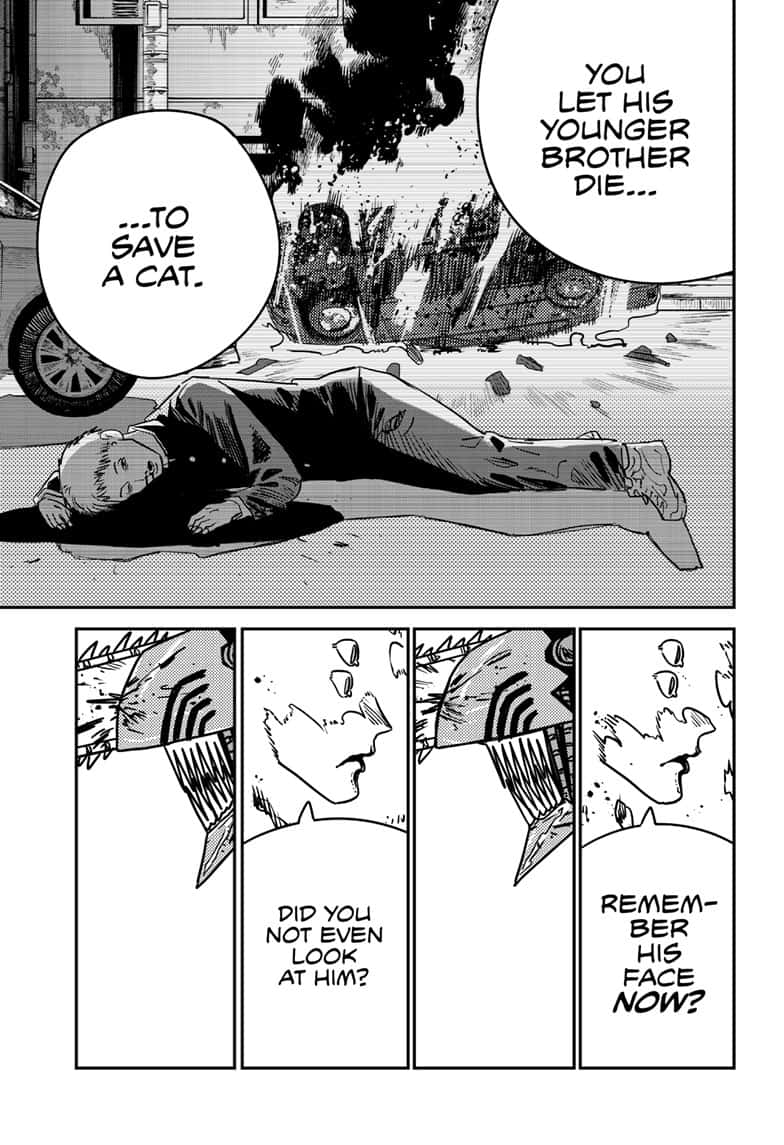 YOU
LET HIS
YOUNGER
BROTHER
DIE...
...TO
SAVE
A CAT.
REMEM-
BER
HIS
FACE
NOW?
DID YOU
NOT EVEN
LOOK
AT HIM?